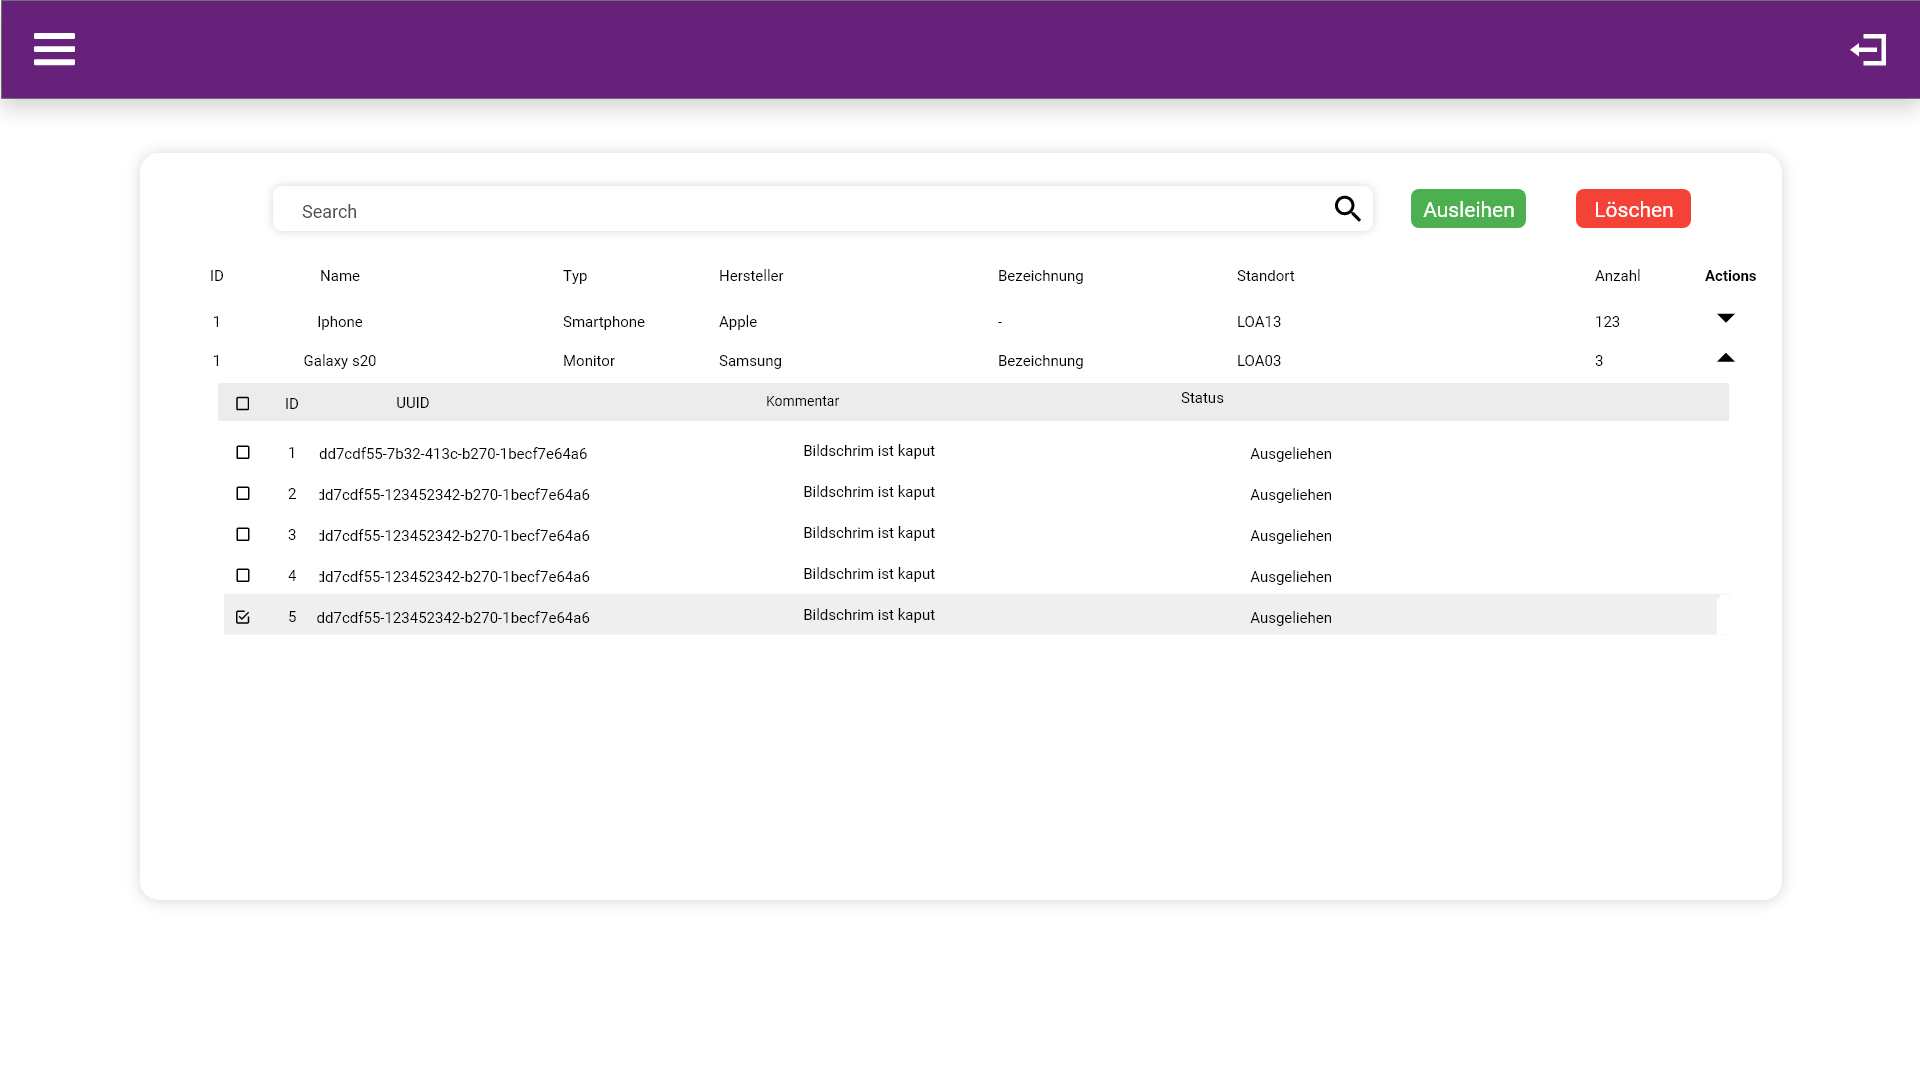 Search Ausleihen Löschen
ID Name Typ Hersteller Bezeichnung Standort Anzahl Actions
1 Iphone Smartphone Apple - LOA13 123
1 Galaxy s20 Monitor Samsung Bezeichnung LOA03 3
ID UUID Kommentar Status
1 dd7cdf55-7b32-413c-b270-1becf7e64a6 Bildschrim ist kaput Ausgeliehen
2 dd7cdf55-123452342-b270-1becf7e64a6 Bildschrim ist kaput Ausgeliehen
3 dd7cdf55-123452342-b270-1becf7e64a6 Bildschrim ist kaput Ausgeliehen
4 dd7cdf55-123452342-b270-1becf7e64a6 Bildschrim ist kaput Ausgeliehen
5 dd7cdf55-123452342-b270-1becf7e64a6 Bildschrim ist kaput Ausgeliehen